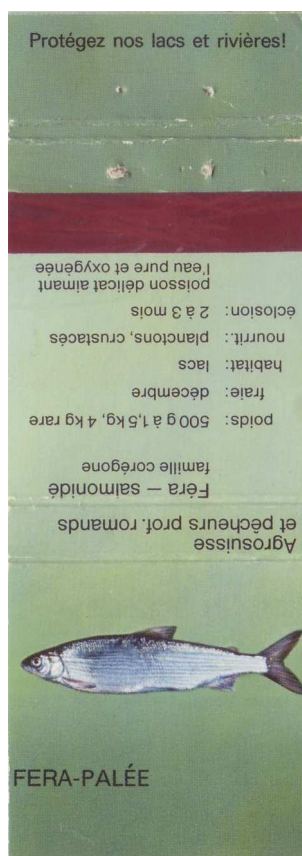 Protégez nos lacs et rivières!
Agrosuisse
et pêcheurs prof. romands
Féra – salmonidé
famille corégone
poids: 500 g à 1,5 kg, 4 kg rare
fraie: décembre
habitat: lacs
nourrit.: planctons, crustacés
éclosion: 2 à 3 mois
poisson délicat aimant
l'eau pure et oxygénée
FERA-PALÉE